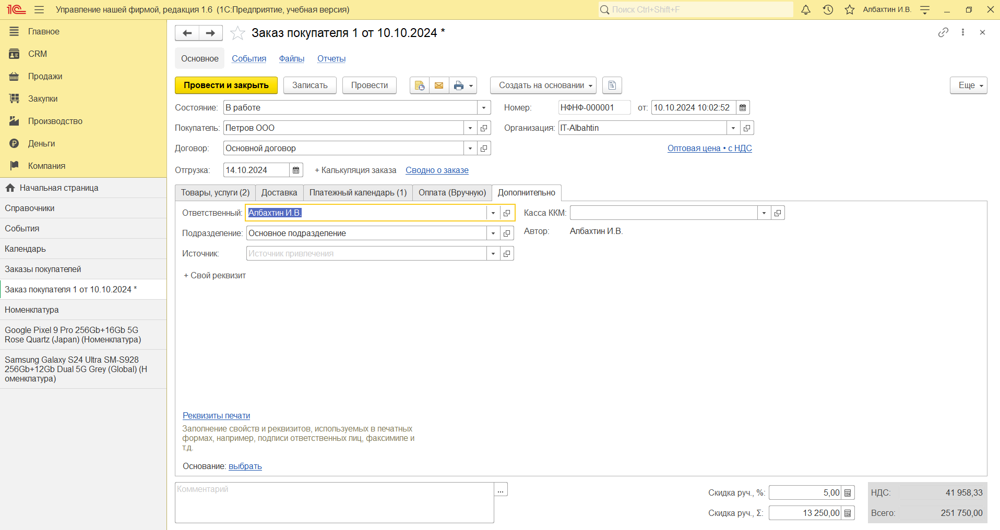 1С Управление нашей фирмой, редакция 1.6 (1С:Предприятие, учебная версия)
Поиск Ctrl+Shift+F
Албахтин И.В.
Главное
CRM
Продажи
Закупки
Производство
Деньги
Компания
Начальная страница
Справочники
События
Календарь
Заказы покупателей
Заказ покупателя 1 от 10.10.2024 *
Номенклатура
Google Pixel 9 Pro 256Gb+16Gb 5G
Rose Quartz (Japan) (Номенклатура)
Samsung Galaxy S24 Ultra SM-S928
256Gb+12Gb Dual 5G Grey (Global) (Н
оменклатура)
Заказ покупателя 1 от 10.10.2024 *
Основное События Файлы Отчеты
Провести и закрыть Записать Провести Создать на основании Еще
Состояние: В работе Номер: НФНФ-000001 от: 10.10.2024 10:02:52
Покупатель: Петров ООО Организация: IT-Albahtin
Договор: Основной договор Оптовая цена • с НДС
Отгрузка: 14.10.2024 + Калькуляция заказа Сводно о заказе
Товары, услуги (2) Доставка Платежный календарь (1) Оплата (Вручную) Дополнительно
Ответственный: Албахтин И.В. Касса ККМ:
Подразделение: Основное подразделение Автор: Албахтин И.В.
Источник: Источник привлечения
+ Свой реквизит
Реквизиты печати
Заполнение свойств и реквизитов, используемых в печатных
формах, например, подписи ответственных лиц, факсимиле и
т.д.
Основание: выбрать
Комментарий ...
Скидка руч., %: 5,00 НДС: 41 958,33
Скидка руч., Σ: 13 250,00 Всего: 251 750,00